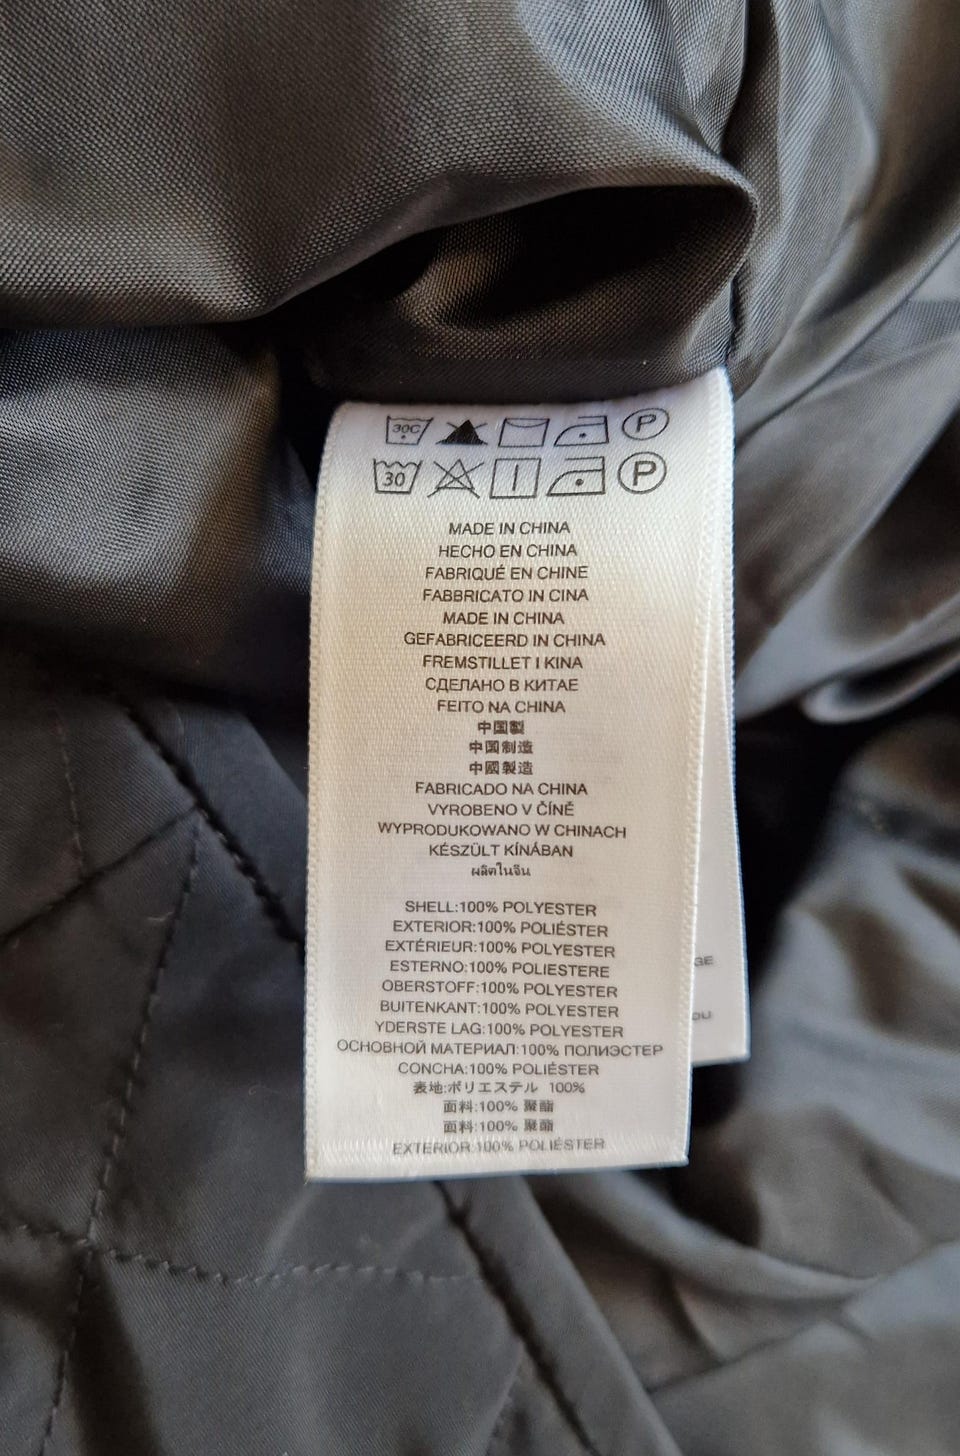 30C P
30 P
MADE IN CHINA
HECHO EN CHINA
FABRIQUÉ EN CHINE
FABBRICATO IN CINA
MADE IN CHINA
GEFABRICEERD IN CHINA
FREMSTILLET I KINA
СДЕЛАНО В КИТАЕ
FEITO NA CHINA
中国製
中国制造
中國製造
FABRICADO NA CHINA
VYROBENO V ČÍNĚ
WYPRODUKOWANO W CHINACH
KÉSZÜLT KÍNÁBAN
ผลิตในจีน
SHELL:100% POLYESTER
EXTERIOR:100% POLIÉSTER
EXTÉRIEUR:100% POLYESTER
ESTERNO:100% POLIESTERE
OBERSTOFF:100% POLYESTER
BUITENKANT:100% POLYESTER
YDERSTE LAG:100% POLYESTER
ОСНОВНОЙ МАТЕРИАЛ:100% ПОЛИЭСТЕР
CONCHA:100% POLIÉSTER
表地:ポリエステル 100%
面料:100% 聚酯
面料:100% 聚酯
EXTERIOR:100% POLIÉSTER